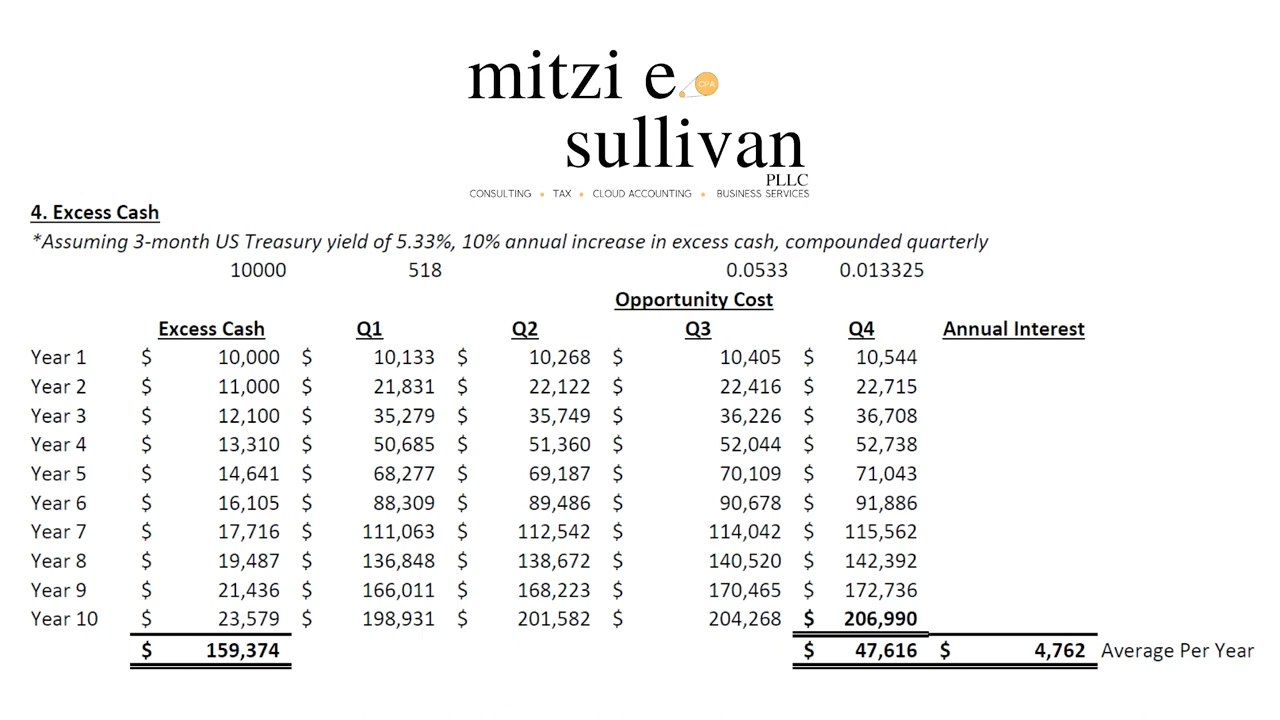 mitzi e
CPA
sullivan
PLLC
CONSULTING • TAX • CLOUD ACCOUNTING • BUSINESS SERVICES
4. Excess Cash
*Assuming 3-month US Treasury yield of 5.33%, 10% annual increase in excess cash, compounded quarterly
10000 518 0.0533 0.013325
Opportunity Cost
Excess Cash Q1 Q2 Q3 Q4 Annual Interest
Year 1 $ 10,000 $ 10,133 $ 10,268 $ 10,405 $ 10,544
Year 2 $ 11,000 $ 21,831 $ 22,122 $ 22,416 $ 22,715
Year 3 $ 12,100 $ 35,279 $ 35,749 $ 36,226 $ 36,708
Year 4 $ 13,310 $ 50,685 $ 51,360 $ 52,044 $ 52,738
Year 5 $ 14,641 $ 68,277 $ 69,187 $ 70,109 $ 71,043
Year 6 $ 16,105 $ 88,309 $ 89,486 $ 90,678 $ 91,886
Year 7 $ 17,716 $ 111,063 $ 112,542 $ 114,042 $ 115,562
Year 8 $ 19,487 $ 136,848 $ 138,672 $ 140,520 $ 142,392
Year 9 $ 21,436 $ 166,011 $ 168,223 $ 170,465 $ 172,736
Year 10 $ 23,579 $ 198,931 $ 201,582 $ 204,268 $ 206,990
$ 159,374 $ 47,616 $ 4,762 Average Per Year